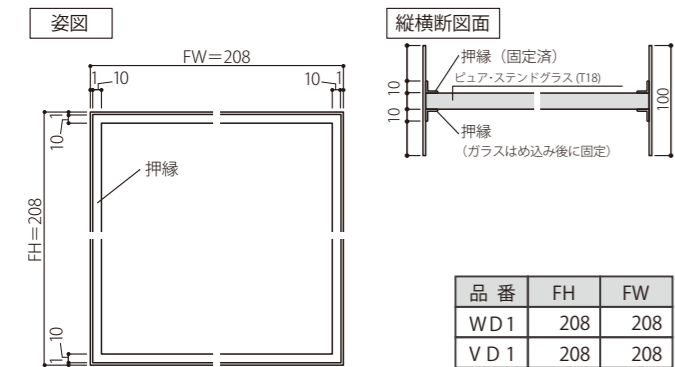 姿図
FW＝208
1 10
10 1
1
10
押縁
FH＝208
10
1
縦横断図面
押縁（固定済）
ピュア・ステンドグラス (T18)
10
10
100
押縁
（ガラスはめ込み後に固定）
品 番 FH FW
WD1 208 208
VD1 208 208